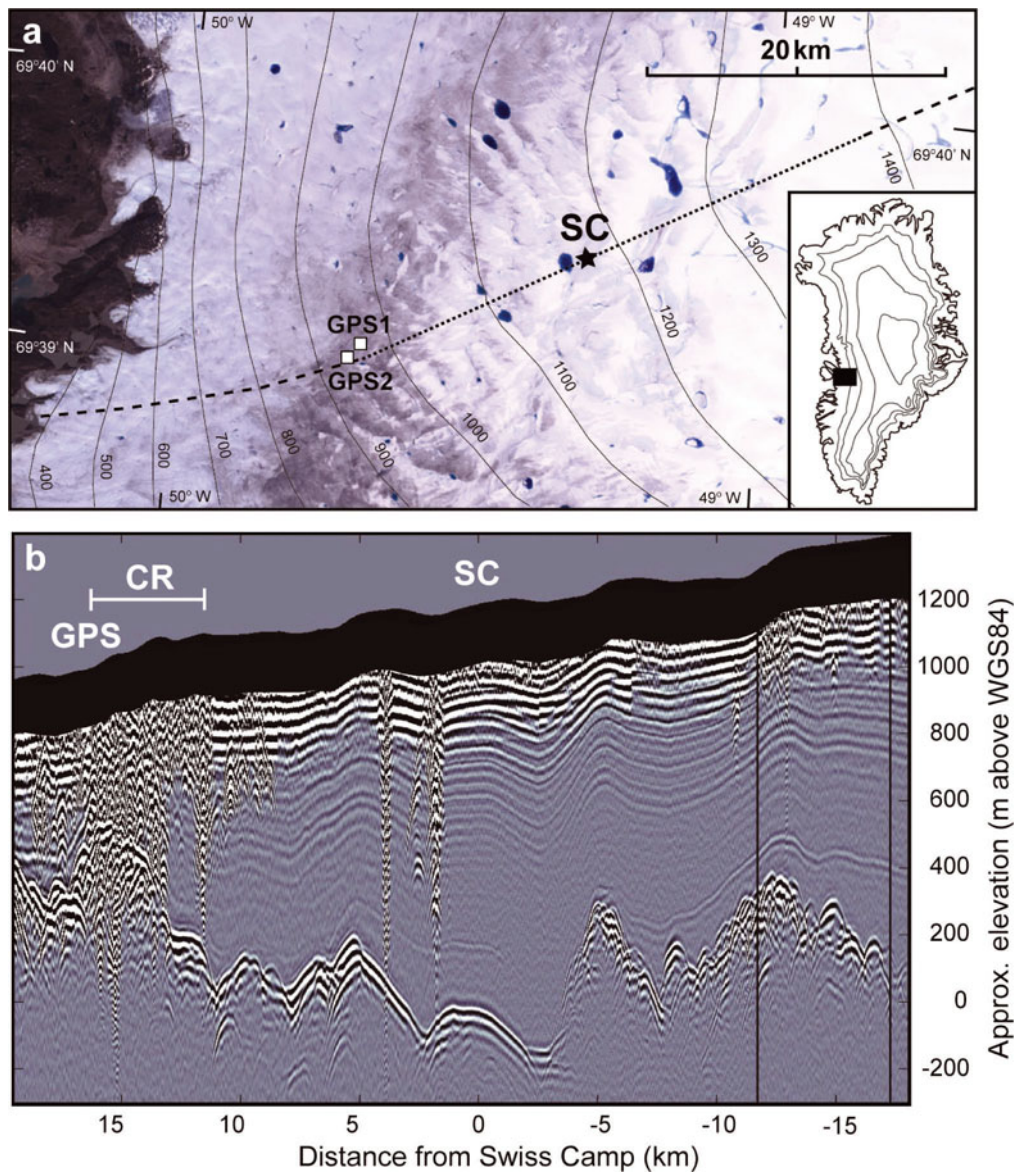 a
50° W
49° W
69°40' N
20 km
69°40' N
1400
SC
1300
1200
GPS1
69°39' N
GPS2
1100
1000
900
800
700
600
500
400
50° W
49° W
b
CR
SC
GPS
1200
1000
800
600
400
200
0
-200
Approx. elevation (m above WGS84)
15
10
5
0
-5
-10
-15
Distance from Swiss Camp (km)